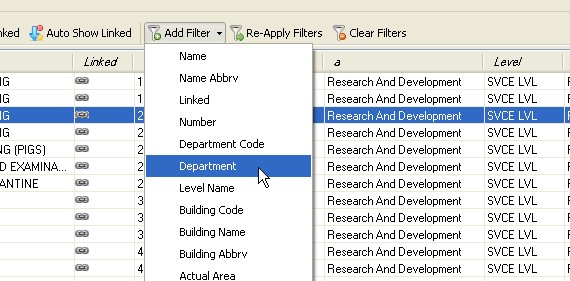 nked Auto Show Linked Add Filter Re-Apply Filters Clear Filters
Linked a Level
NG 1 Research And Development SVCE LVL
NG 1 Research And Development SVCE LVL
NG 2 Research And Development SVCE LVL
NG 2 Research And Development SVCE LVL
NG (PIGS) 2 Research And Development SVCE LVL
D EXAMINA... 2 Research And Development SVCE LVL
ANTINE 2 Research And Development SVCE LVL
3 Research And Development SVCE LVL
3 Research And Development SVCE LVL
3 Research And Development SVCE LVL
4 Research And Development SVCE LVL
4 Research And Development SVCE LVL
Name
Name Abbrv
Linked
Number
Department Code
Department
Level Name
Building Code
Building Name
Building Abbrv
Actual Area